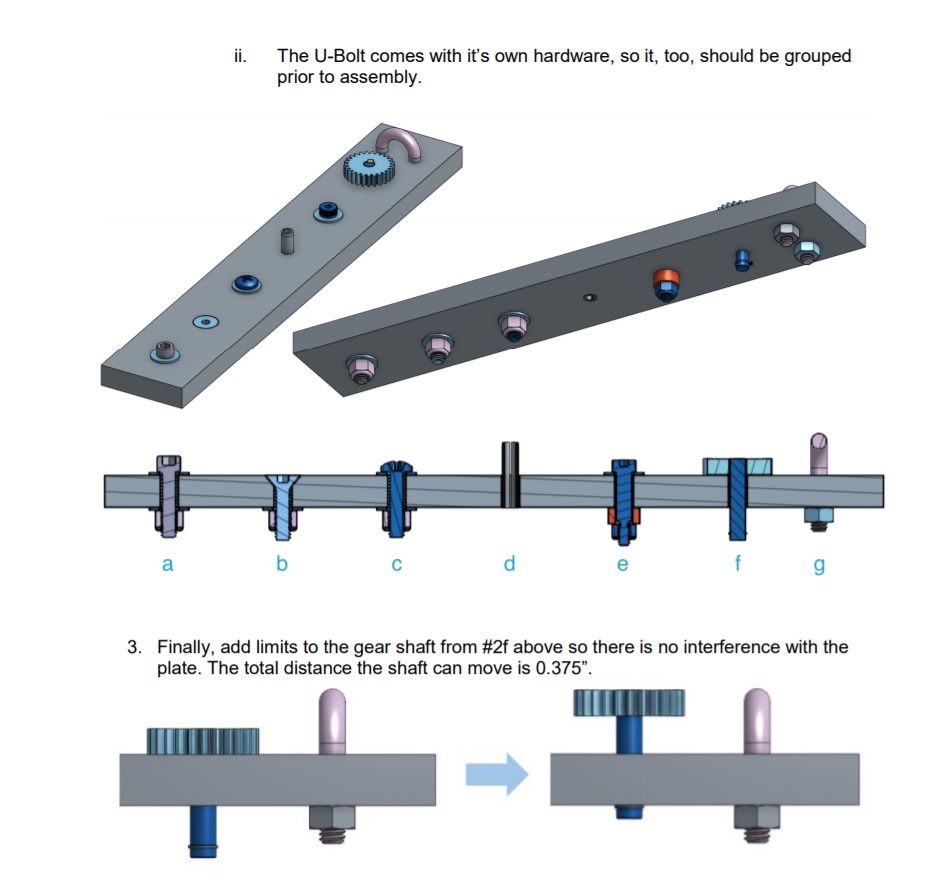 ii. The U-Bolt comes with it’s own hardware, so it, too, should be grouped
prior to assembly.
a b c d e f g
3. Finally, add limits to the gear shaft from #2f above so there is no interference with the
plate. The total distance the shaft can move is 0.375”.